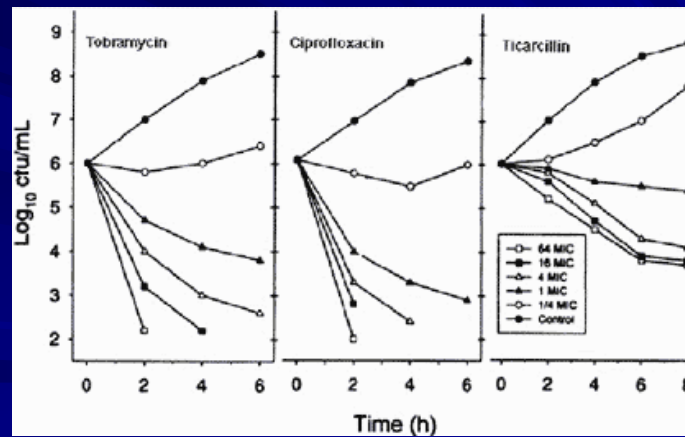 Tobramycin
Ciprofloxacin
Ticarcillin
Log10 cfu/mL
9
8
7
6
5
4
3
2
64 MIC
16 MIC
4 MIC
1 MIC
1/4 MIC
Control
0 2 4 6
0 2 4 6
0 2 4 6 8
Time (h)